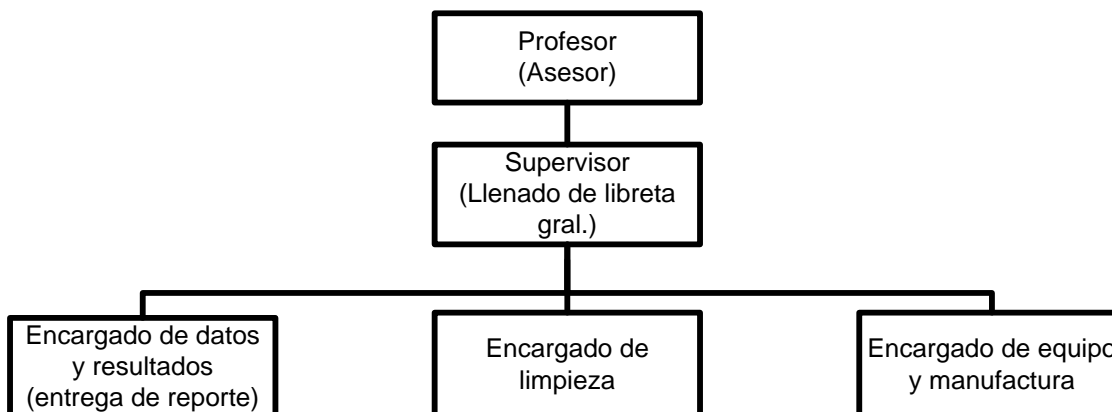 Profesor
(Asesor)
Supervisor
(Llenado de libreta
gral.)
Encargado de datos
y resultados
(entrega de reporte)
Encargado de
limpieza
Encargado de equipo
y manufactura